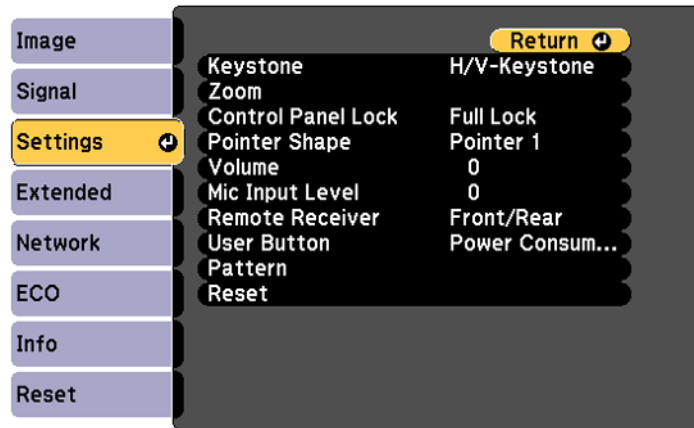 Image
Signal
Settings
Extended
Network
ECO
Info
Reset
Return
Keystone H/V-Keystone
Zoom
Control Panel Lock Full Lock
Pointer Shape Pointer 1
Volume 0
Mic Input Level 0
Remote Receiver Front/Rear
User Button Power Consum...
Pattern
Reset